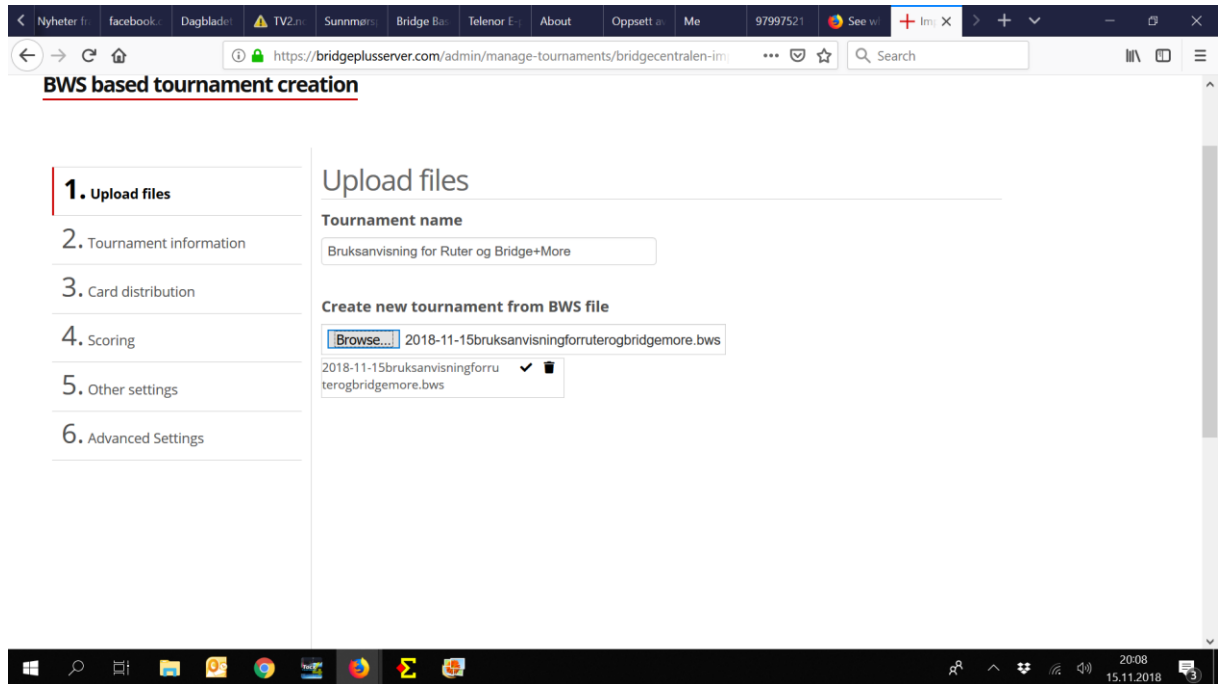 Nyheter fr
facebook.c
Dagbladet
TV2.no
Sunnmørsp
Bridge Bas
Telenor E-p
About
Oppsett av
Me
97997521
See wl
Im
https://bridgeplusserver.com/admin/manage-tournaments/bridgecentralen-im
Search
BWS based tournament creation
1. Upload files
2. Tournament information
3. Card distribution
4. Scoring
5. Other settings
6. Advanced Settings
Upload files
Tournament name
Bruksanvisning for Ruter og Bridge+More
Create new tournament from BWS file
Browse... 2018-11-15bruksanvisningforruterogbridgemore.bws
2018-11-15bruksanvisningforru
terogbridgemore.bws
20:08
15.11.2018
3